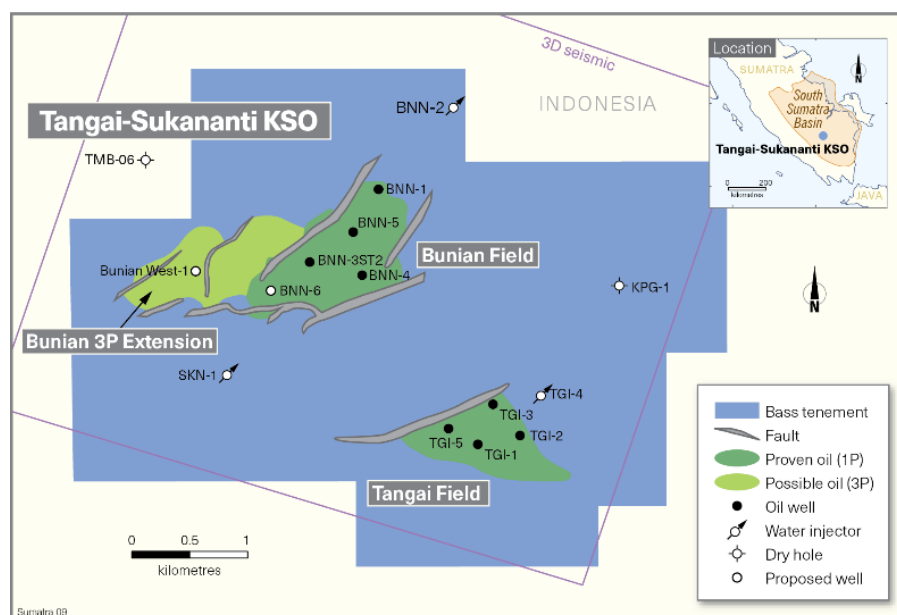 3D seismic
Location
SUMATRA
N
South
Sumatra
Basin
Tangai-Sukananti KSO
0 200
kilometres
JAVA
INDONESIA
BNN-2
Tangai-Sukananti KSO
TMB-06
BNN-1
BNN-5
Bunian Field
BNN-3ST2
BNN-4
Bunian West-1
BNN-6
KPG-1
N
Bunian 3P Extension
SKN-1
TGI-4
TGI-3
TGI-5
TGI-2
TGI-1
Tangai Field
Bass tenement
Fault
Proven oil (1P)
Possible oil (3P)
Oil well
Water injector
Dry hole
Proposed well
0 0.5 1
kilometres
Sumatra 09